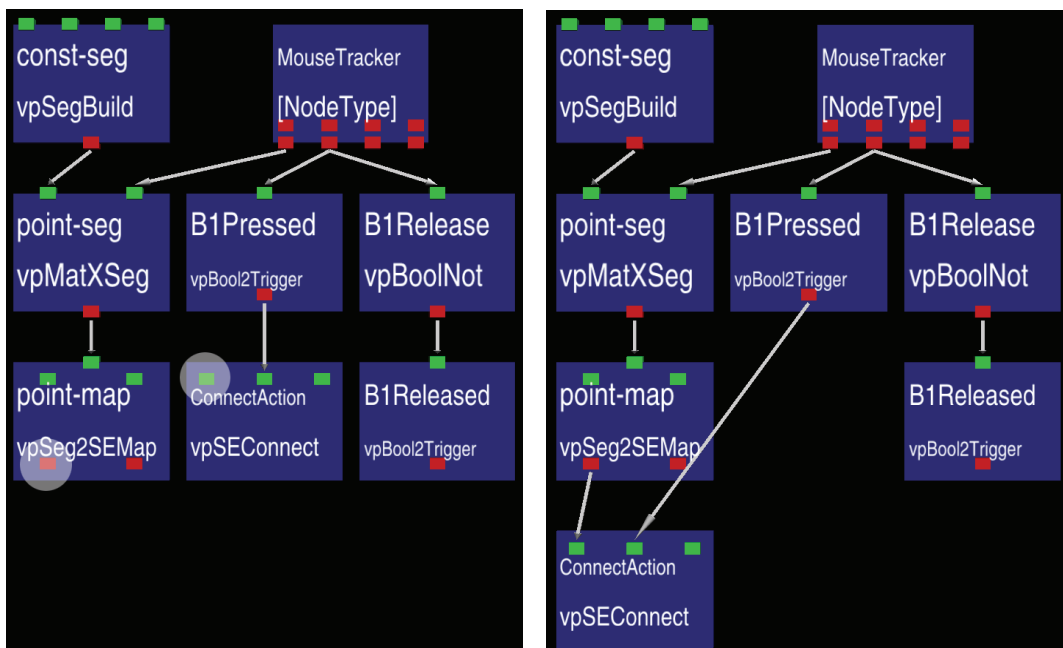 const-seg
vpSegBuild
MouseTracker
[NodeType]
point-seg
vpMatXSeg
B1Pressed
vpBool2Trigger
B1Release
vpBoolNot
point-map
vpSeg2SEMap
ConnectAction
vpSEConnect
B1Released
vpBool2Trigger
const-seg
vpSegBuild
MouseTracker
[NodeType]
point-seg
vpMatXSeg
B1Pressed
vpBool2Trigger
B1Release
vpBoolNot
point-map
vpSeg2SEMap
B1Released
vpBool2Trigger
ConnectAction
vpSEConnect